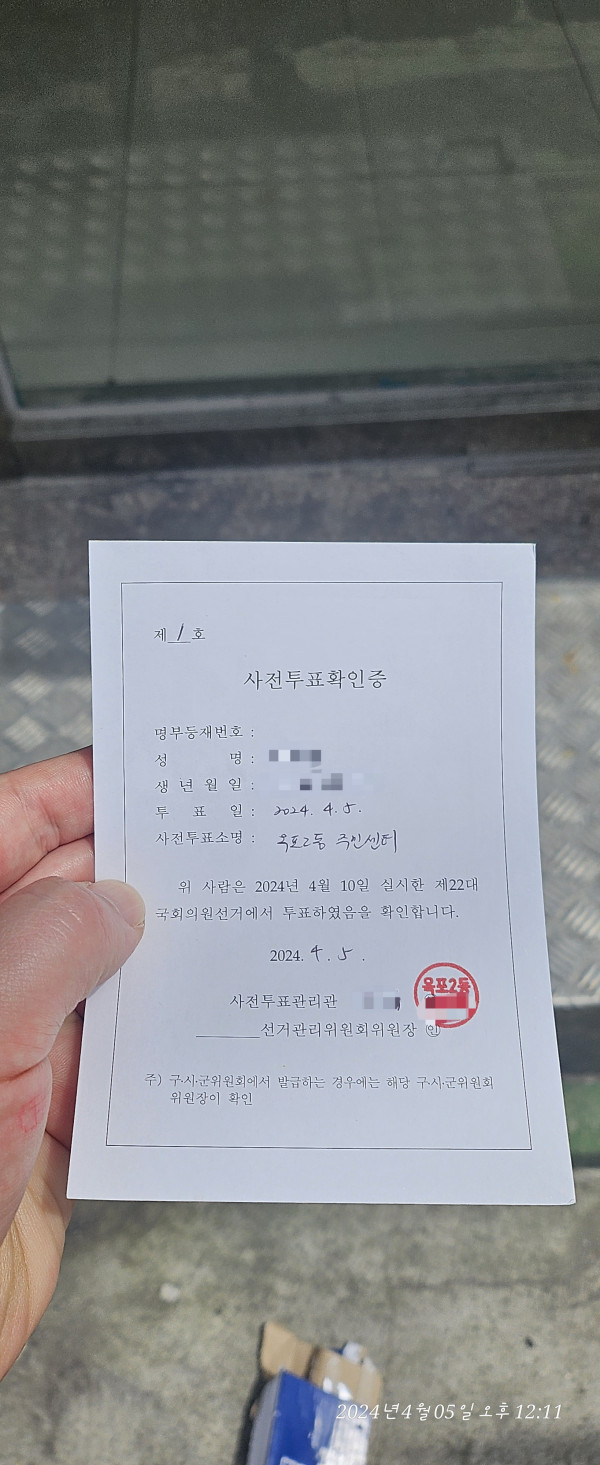 제 1 호
사전투표확인증
명부등재번호 :
성 명 :
생 년 월 일 :
투 표 일 : 2024. 4. 5.
사전투표소명 : 옥포2동 주민센터
위 사람은 2024년 4월 10일 실시한 제22대
국회의원선거에서 투표하였음을 확인합니다.
2024. 4. 5.
사전투표관리관
옥포2동
선거관리위원회위원장 ㊞
주) 구·시·군위원회에서 발급하는 경우에는 해당 구·시·군위원회
위원장이 확인
2024년 4월 05일 오후 12:11